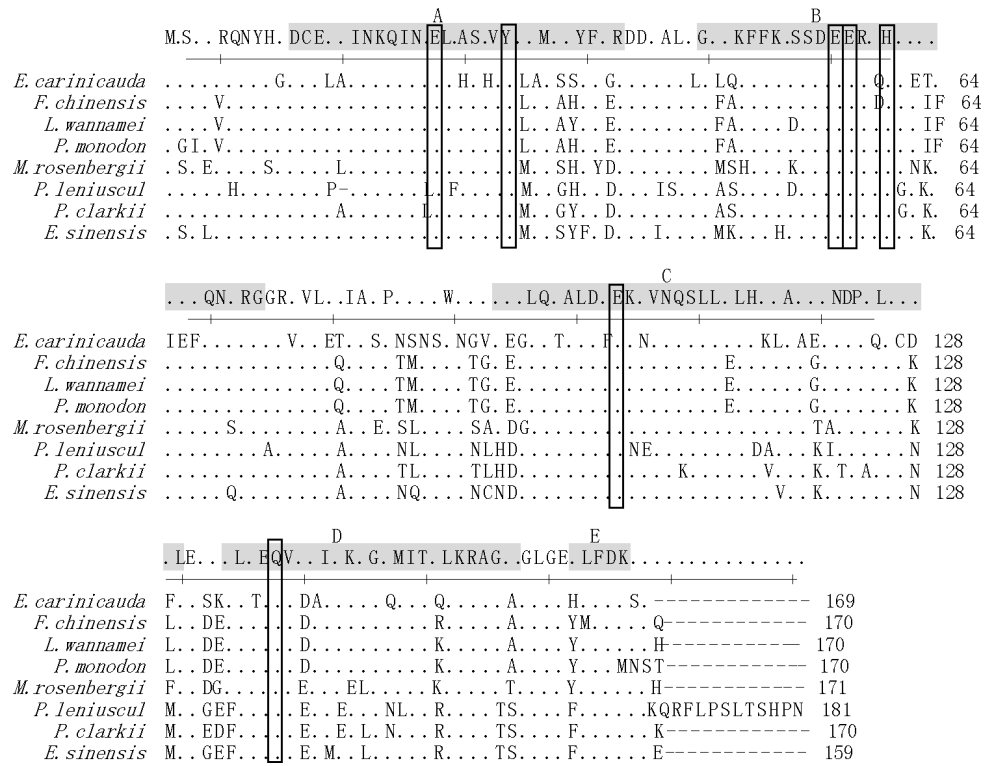 A B
M.S..RQNYH.DCE..INKQIN.EL.AS.VY..M..YF.RDD.AL.G..KFFK.SSDEER.H....
E.carinicauda .........G...LA.........A.H..LA.SS..G......L.LQ...........Q..ET. 64
F.chinensis ....V........................L..AH..E........FA...........D...IF 64
L.wannamei ....V........................L..AY..E........FA....D..........IF 64
P.monodon .GI.V........................L..AH..E........FA...............IF 64
M.rosenbergii .S.E....S.....L..............M..SH.YD........MSH...K.........NK. 64
P.leniuscul .....H.......P-......L.F.....M..GH..D...IS...AS....D........G.K. 64
P.clarkii ..............A......L.......M..GY..D........AS.............G.K. 64
E.sinensis .S.L.........................M..SYF.D...I....MK...H...........K. 64
C
...QN.RGGR.VL..IA.P....W......LQ.ALD.EK.VNQSLL.LH..A...NDP.L...
E.carinicauda IEF.......V..ET..S.NSNS.NGV.EG..T...F..N.........KL.AE....Q.CD 128
F.chinensis ..............Q....TM....TG.E.................E......G.......K 128
L.wannamei ..............Q....TM....TG.E.................E......G.......K 128
P.monodon ..............Q....TM....TG.E.................E......G.......K 128
M.rosenbergii .....S........A..E.SL....SA.DG.......................TA......K 128
P.leniuscul ........A.....A....NL....NLHD.........NE........DA...KI......N 128
P.clarkii ..............A....TL....TLHD.............K......V...K.T.A...N 128
E.sinensis .....Q........A....NQ....NCND.....................V..K.......N 128
D E
.LE...L.EQV..I.K.G.MIT.LKRAG..GLGE.LFDK..............
E.carinicauda F..SK..T...DA.....Q...Q.....A....H....S.------------- 169
F.chinensis L..DE......D..........R.....A....YM.....Q------------ 170
L.wannamei L..DE......D..........K.....A....Y......H------------ 170
P.monodon L..DE......D..........K.....A....Y...MNST------------ 170
M.rosenbergii F..DG......E...EL.....K.....T....Y......H------------ 171
P.leniuscul M..GEF.....E..E...NL..R....TS....F......KQRFLPSLTSHPN 181
P.clarkii M..EDF.....E..E.L.N...R....TS....F......K------------ 170
E.sinensis M..GEF.....E.M..L.....R....TS....F......E------------ 159